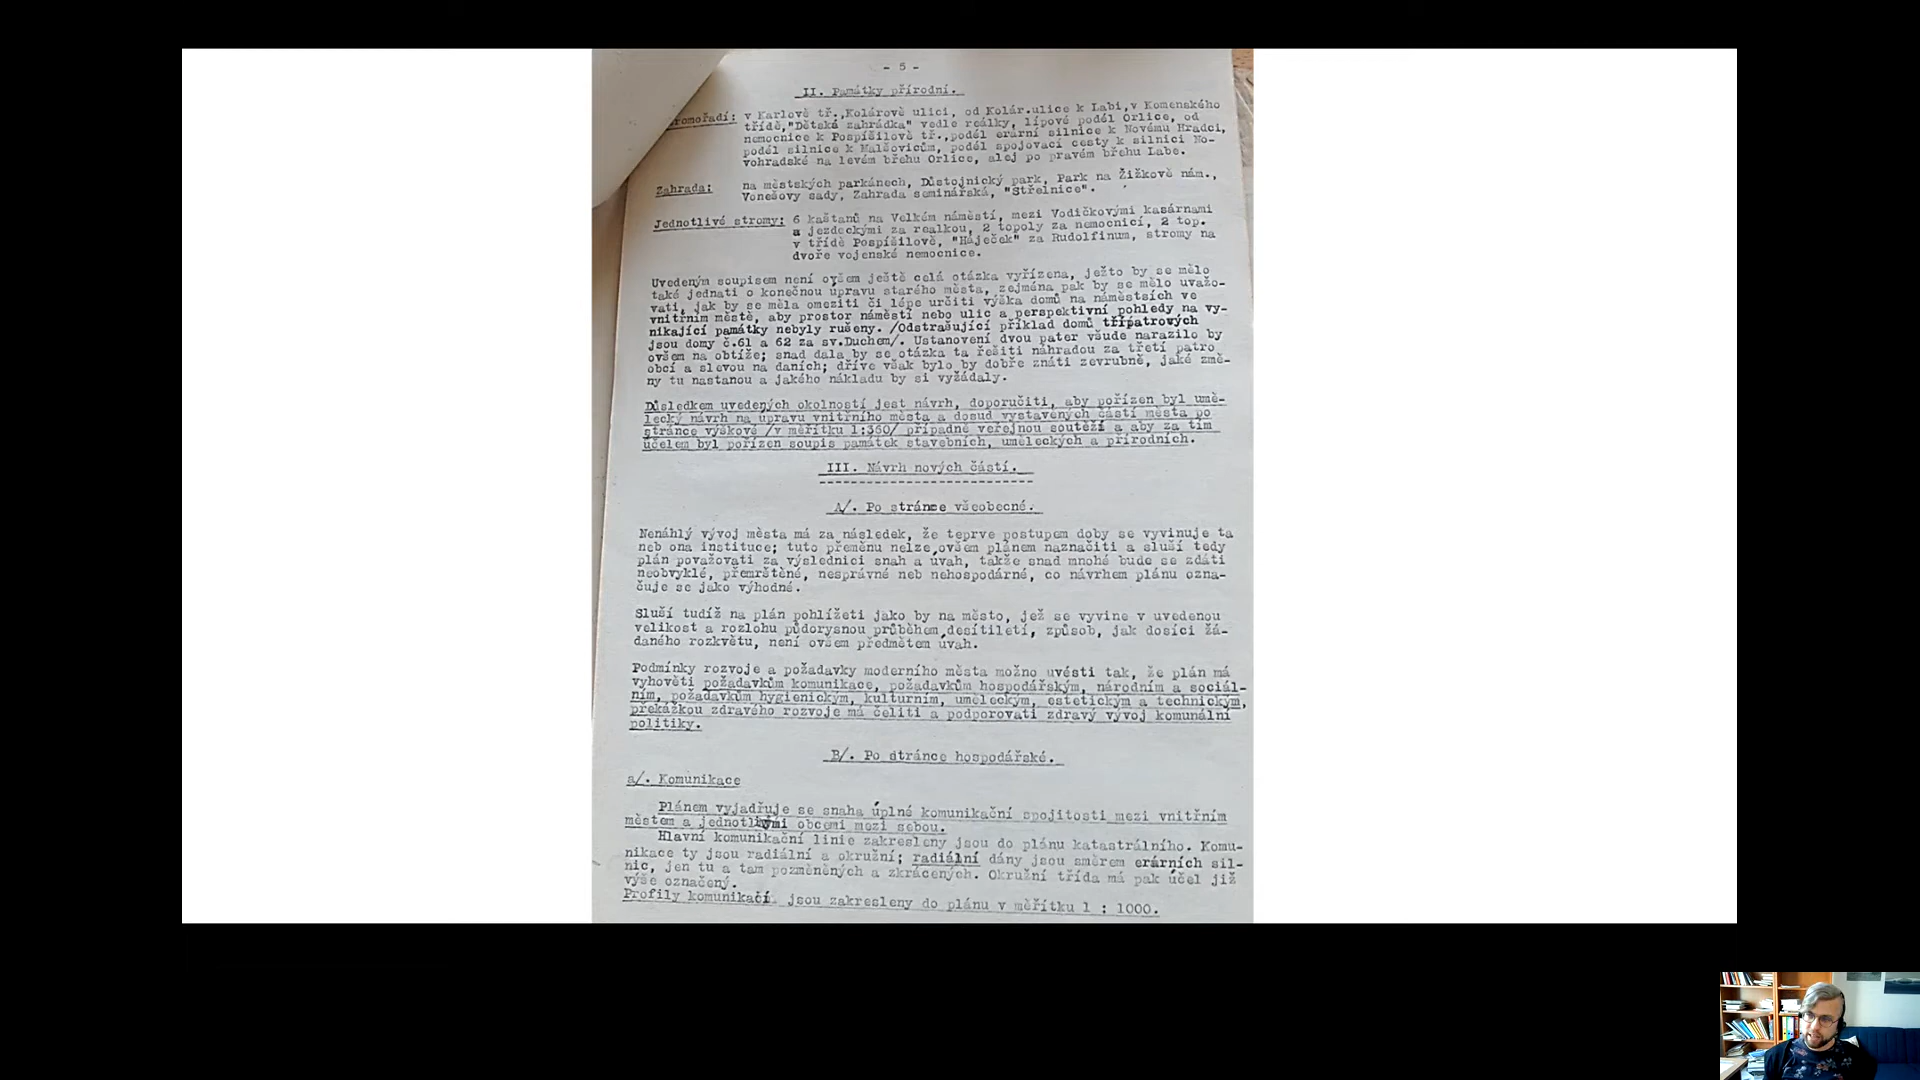 - 5 -
II. Památky přírodní.
romořadí: v Karlově tř.,Kolárově ulici, od Kolár.ulice k Labi,v Komenského
třídě,"Dětská zahrádka" vedle reálky, lípové podél Orlice, od
nemocnice k Pospíšilově tř.,podél erární silnice k Novému Hradci,
podél silnice k Malšovicům, podél spojovací cesty k silnici No-
vohradské na levém břehu Orlice, alej po pravém břehu Labe.
Zahrada: na městských parkánech, Důstojnický park, Park na Žižkově nám.,
Vonešovy sady, Zahrada seminářská, "Střelnice".
Jednotlivé stromy: 6 kaštanů na Velkém náměstí, mezi Vodičkovými kasárnami
a jezdeckými za realkou, 2 topoly za nemocnicí, 2 top.
v třídě Pospíšilově, "Háječek" za Rudolfinum, stromy na
dvoře vojenské nemocnice.
Uvedeným soupisem není ovšem ještě celá otázka vyřízena, ježto by se mělo
také jednati o konečnou úpravu starého města, zejména pak by se mělo uvažo-
vati, jak by se měla omeziti či lépe určiti výška domů na náměstsích ve
vnitřním městě, aby prostor náměstí nebo ulic a perspektivní pohledy na vy-
nikající památky nebyly rušeny. /Odstrašující příklad domů třípatrových
jsou domy č.61 a 62 za sv.Duchem/. Ustanovení dvou pater všude narazilo by
ovšem na obtíže; snad dala by se otázka ta řešiti náhradou za třetí patro
obcí a slevou na daních; dříve však bylo by dobře znáti zevrubně, jaké změ-
ny tu nastanou a jakého nákladu by si vyžádaly.
Důsledkem uvedených okolností jest návrh, doporučiti, aby pořízen byl umě-
lecký návrh na úpravu vnitřního města a dosud vystavených částí města po
stránce výškové /v měřítku 1:360/ případně veřejnou soutěží a aby za tím
účelem byl pořízen soupis památek stavebních, uměleckých a přírodních.
III. Návrh nových částí.
A/. Po stránce všeobecné.
Nenáhlý vývoj města má za následek, že teprve postupem doby se vyvinuje ta
neb ona instituce; tuto přeměnu nelze ovšem plánem naznačiti a sluší tedy
plán považovati za výslednici snah a úvah, takže snad mnohé bude se zdáti
neobvyklé, přemrštěné, nesprávné neb nehospodárné, co návrhem plánu ozna-
čuje se jako výhodné.
Sluší tudíž na plán pohlížeti jako by na město, jež se vyvine v uvedenou
velikost a rozlohu půdorysnou průběhem desítiletí, způsob, jak dosíci žá-
daného rozkvětu, není ovšem předmětem úvah.
Podmínky rozvoje a požadavky moderního města možno uvésti tak, že plán má
vyhověti požadavkům komunikace, požadavkům hospodářským, národním a sociál-
ním, požadavkům hygienickým, kulturním, uměleckým, estetickým a technickým,
překážkou zdravého rozvoje má čeliti a podporovati zdravý vývoj komunální
politiky.
B/. Po stránce hospodářské.
a/. Komunikace
Plánem vyjadřuje se snaha úplné komunikační spojitosti mezi vnitřním
městem a jednotlivými obcemi mezi sebou.
Hlavní komunikační linie zakresleny jsou do plánu katastrálního. Komu-
nikace ty jsou radiální a okružní; radiální dány jsou směrem erárních sil-
nic, jen tu a tam pozměněných a zkrácených. Okružní třída má pak účel již
výše označený.
Profily komunikačí jsou zakresleny do plánu v měřítku 1 : 1000.